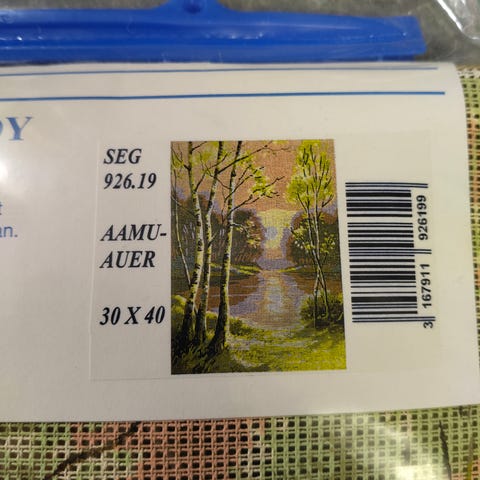 SEG
926.19
AAMU-
AUER
30 X 40
3 167911 926199